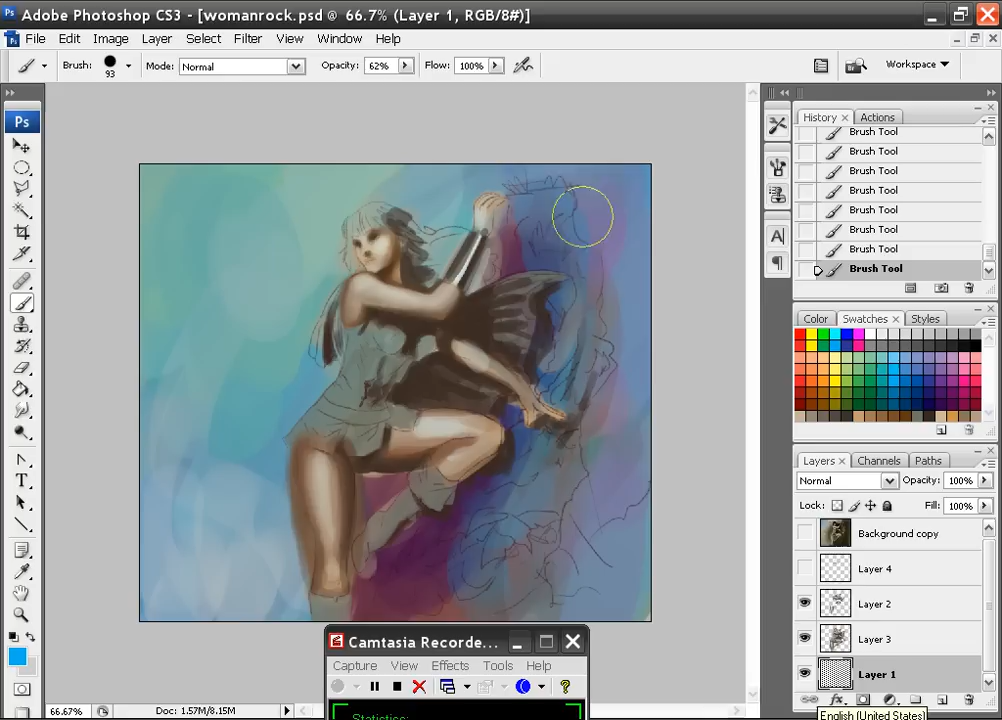 Adobe Photoshop CS3 - [womanrock.psd @ 66.7% (Layer 1, RGB/8#)]
File Edit Image Layer Select Filter View Window Help
Brush: 93 Mode: Normal Opacity: 62% Flow: 100% Workspace
Ps
History Actions
Brush Tool
Brush Tool
Brush Tool
Brush Tool
Brush Tool
Brush Tool
Brush Tool
Brush Tool
Color Swatches Styles
Layers Channels Paths
Normal Opacity: 100%
Lock: Fill: 100%
Background copy
Layer 4
Layer 2
Layer 3
Layer 1
Camtasia Recorde...
Capture View Effects Tools Help
Statistics:
66.67% Doc: 1.57M/8.15M
English (United States)